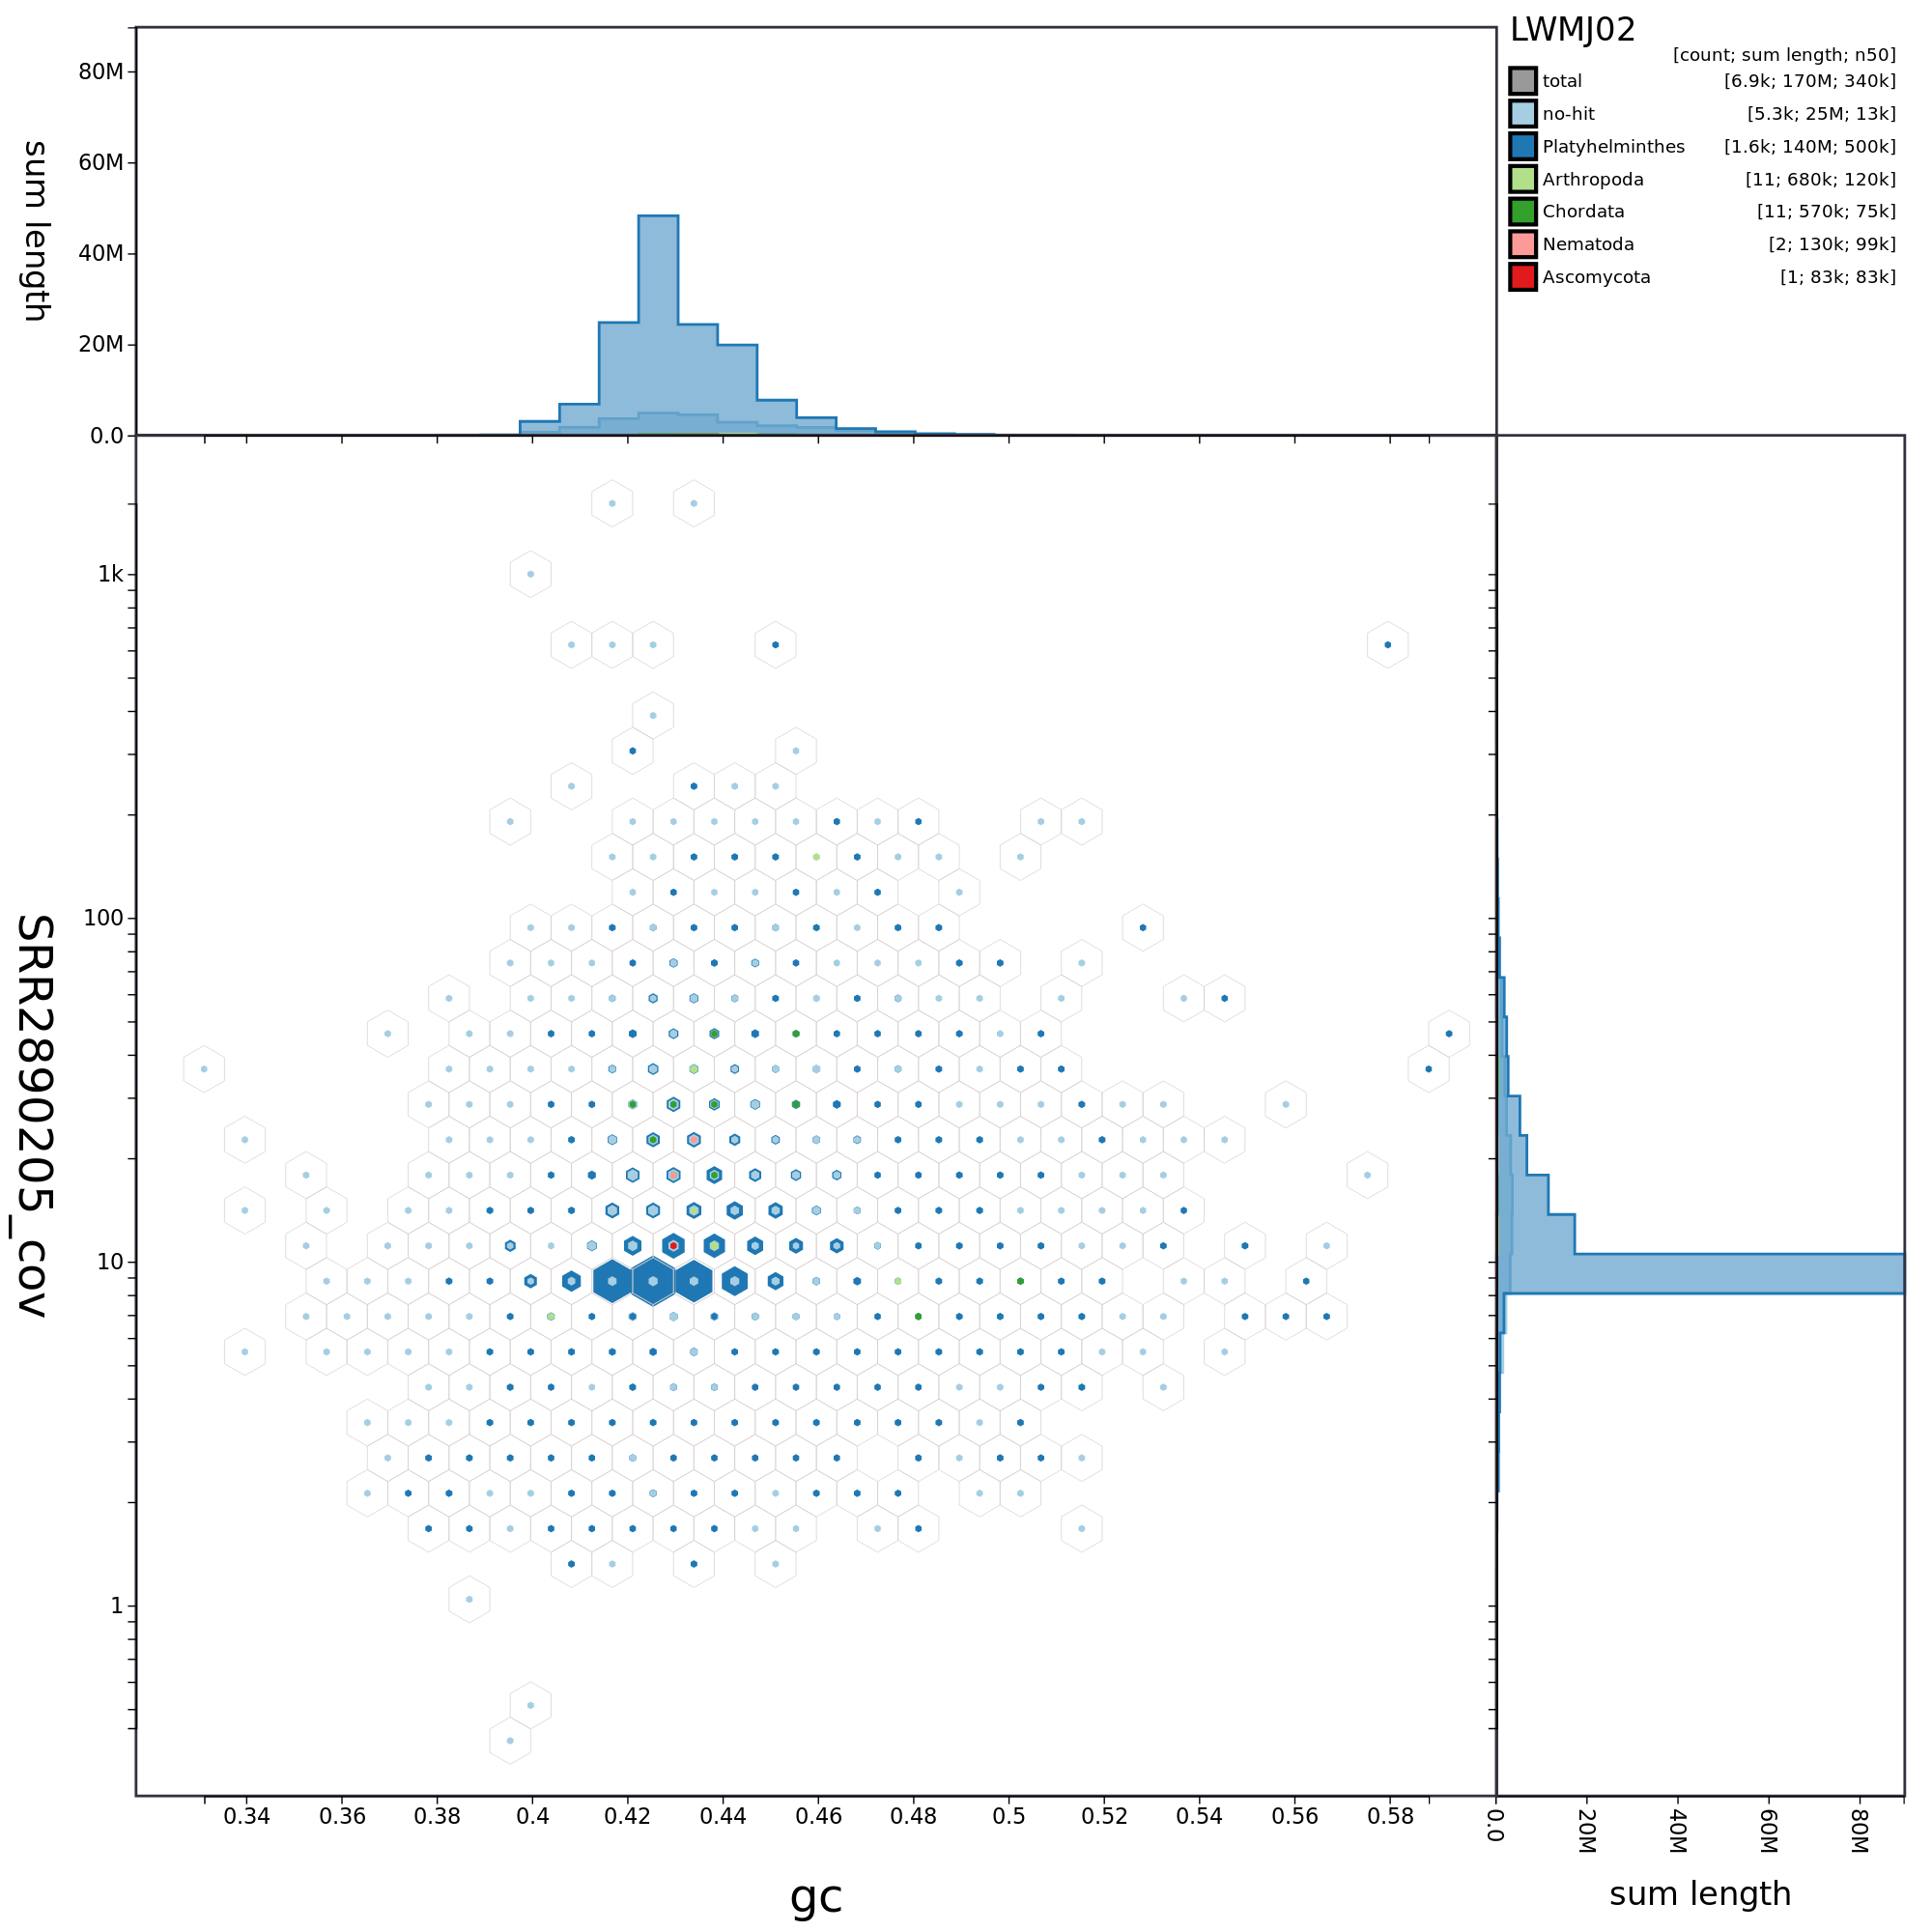 LWMJ02
[count; sum length; n50]
total [6.9k; 170M; 340k]
no-hit [5.3k; 25M; 13k]
Platyhelminthes [1.6k; 140M; 500k]
Arthropoda [11; 680k; 120k]
Chordata [11; 570k; 75k]
Nematoda [2; 130k; 99k]
Ascomycota [1; 83k; 83k]
sum length
80M
60M
40M
20M
0.0
SRR2890205_cov
1k
100
10
1
0.34 0.36 0.38 0.4 0.42 0.44 0.46 0.48 0.5 0.52 0.54 0.56 0.58
gc
0.0 20M 40M 60M 80M
sum length